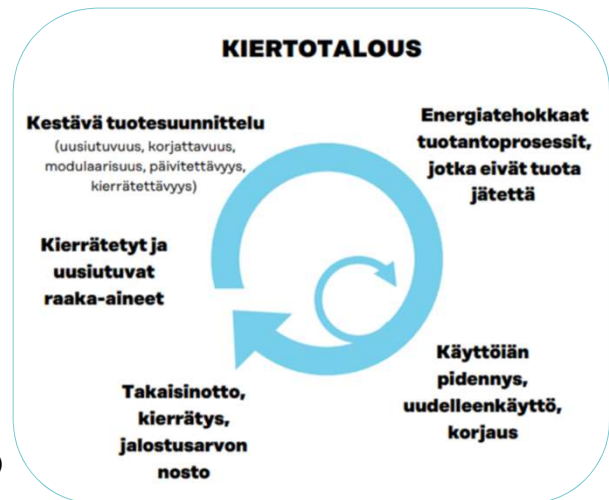 KIERTOTALOUS
Kestävä tuotesuunnittelu
(uusiutuvuus, korjattavuus,
modulaarisuus, päivitettävyys,
kierrätettävyys)
Energiatehokkaat
tuotantoprosessit,
jotka eivät tuota
jätettä
Kierrätetyt ja
uusiutuvat
raaka-aineet
Käyttöiän
pidennys,
uudelleenkäyttö,
korjaus
Takaisinotto,
kierrätys,
jalostusarvon
nosto
)